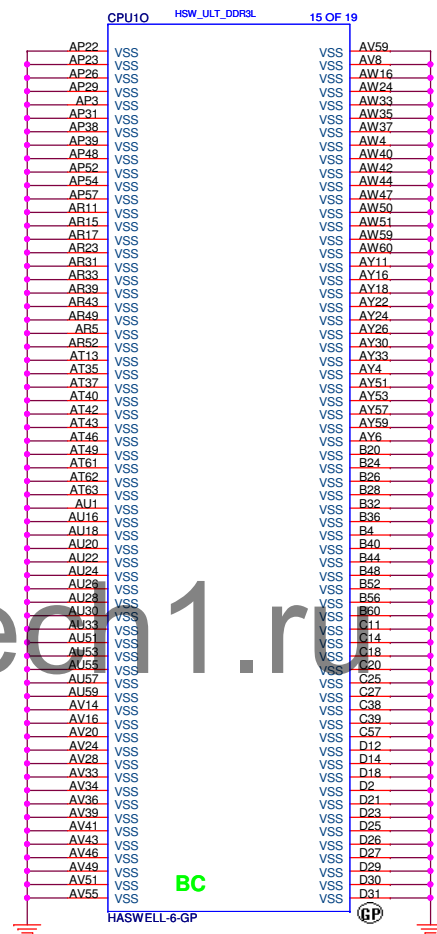 CPU1O HSW_ULT_DDR3L 15 OF 19
AP22 VSS VSS AV59
AP23 VSS VSS AV8
AP26 VSS VSS AW16
AP29 VSS VSS AW24
AP3 VSS VSS AW33
AP31 VSS VSS AW35
AP38 VSS VSS AW37
AP39 VSS VSS AW4
AP48 VSS VSS AW40
AP52 VSS VSS AW42
AP54 VSS VSS AW44
AP57 VSS VSS AW47
AR11 VSS VSS AW50
AR15 VSS VSS AW51
AR17 VSS VSS AW59
AR23 VSS VSS AW60
AR31 VSS VSS AY11
AR33 VSS VSS AY16
AR39 VSS VSS AY18
AR43 VSS VSS AY22
AR49 VSS VSS AY24
AR5 VSS VSS AY26
AR52 VSS VSS AY30
AT13 VSS VSS AY33
AT35 VSS VSS AY4
AT37 VSS VSS AY51
AT40 VSS VSS AY53
AT42 VSS VSS AY57
AT43 VSS VSS AY59
AT46 VSS VSS AY6
AT49 VSS VSS B20
AT61 VSS VSS B24
AT62 VSS VSS B26
AT63 VSS VSS B28
AU1 VSS VSS B32
AU16 VSS VSS B36
AU18 VSS VSS B4
AU20 VSS VSS B40
AU22 VSS VSS B44
AU24 VSS VSS B48
AU26 VSS VSS B52
AU28 VSS VSS B56
AU30 VSS VSS B60
AU33 VSS VSS C11
AU51 VSS VSS C14
AU53 VSS VSS C18
AU55 VSS VSS C20
AU57 VSS VSS C25
AU59 VSS VSS C27
AV14 VSS VSS C38
AV16 VSS VSS C39
AV20 VSS VSS C57
AV24 VSS VSS D12
AV28 VSS VSS D14
AV33 VSS VSS D18
AV34 VSS VSS D2
AV36 VSS VSS D21
AV39 VSS VSS D23
AV41 VSS VSS D25
AV43 VSS VSS D26
AV46 VSS VSS D27
AV49 VSS VSS D29
AV51 VSS VSS D30
AV55 VSS VSS D31
ech1.ru
BC
HASWELL-6-GP GP